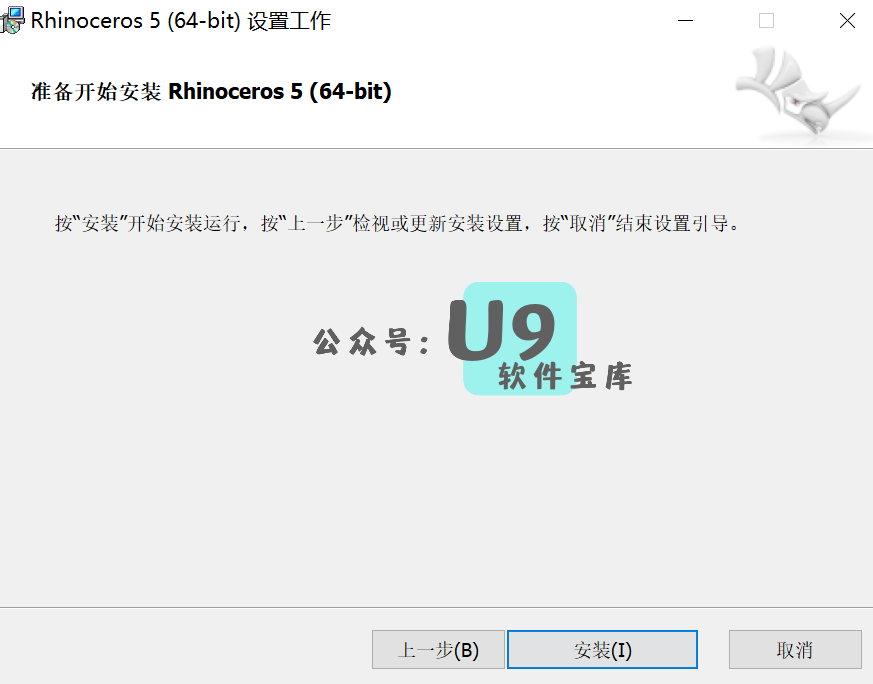 Rhinoceros 5 (64-bit) 设置工作
准备开始安装 Rhinoceros 5 (64-bit)
按“安装”开始安装运行，按“上一步”检视或更新安装设置，按“取消”结束设置引导。
公众号：U9
软件宝库
上一步(B) 安装(I) 取消